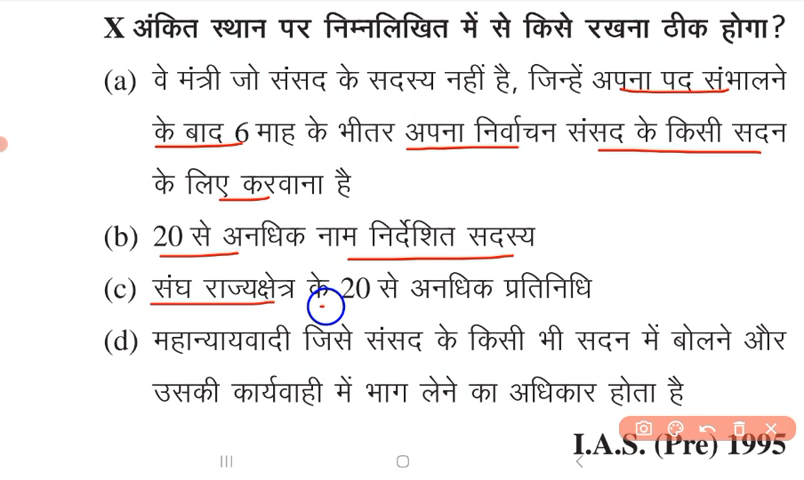 X अंकित स्थान पर निम्नलिखित में से किसे रखना ठीक होगा?
(a) वे मंत्री जो संसद के सदस्य नहीं है, जिन्हें अपना पद संभालने
के बाद 6 माह के भीतर अपना निर्वाचन संसद के किसी सदन
के लिए करवाना है
(b) 20 से अनधिक नाम निर्देशित सदस्य
(c) संघ राज्यक्षेत्र के 20 से अनधिक प्रतिनिधि
(d) महान्यायवादी जिसे संसद के किसी भी सदन में बोलने और
उसकी कार्यवाही में भाग लेने का अधिकार होता है
I.A.S. (Pre) 1995